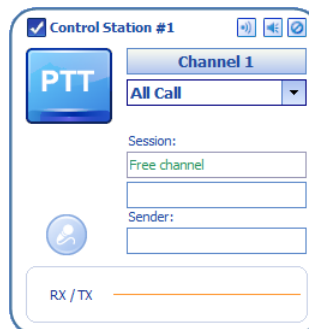 Control Station #1
PTT
Channel 1
All Call
Session:
Free channel
Sender:
RX / TX